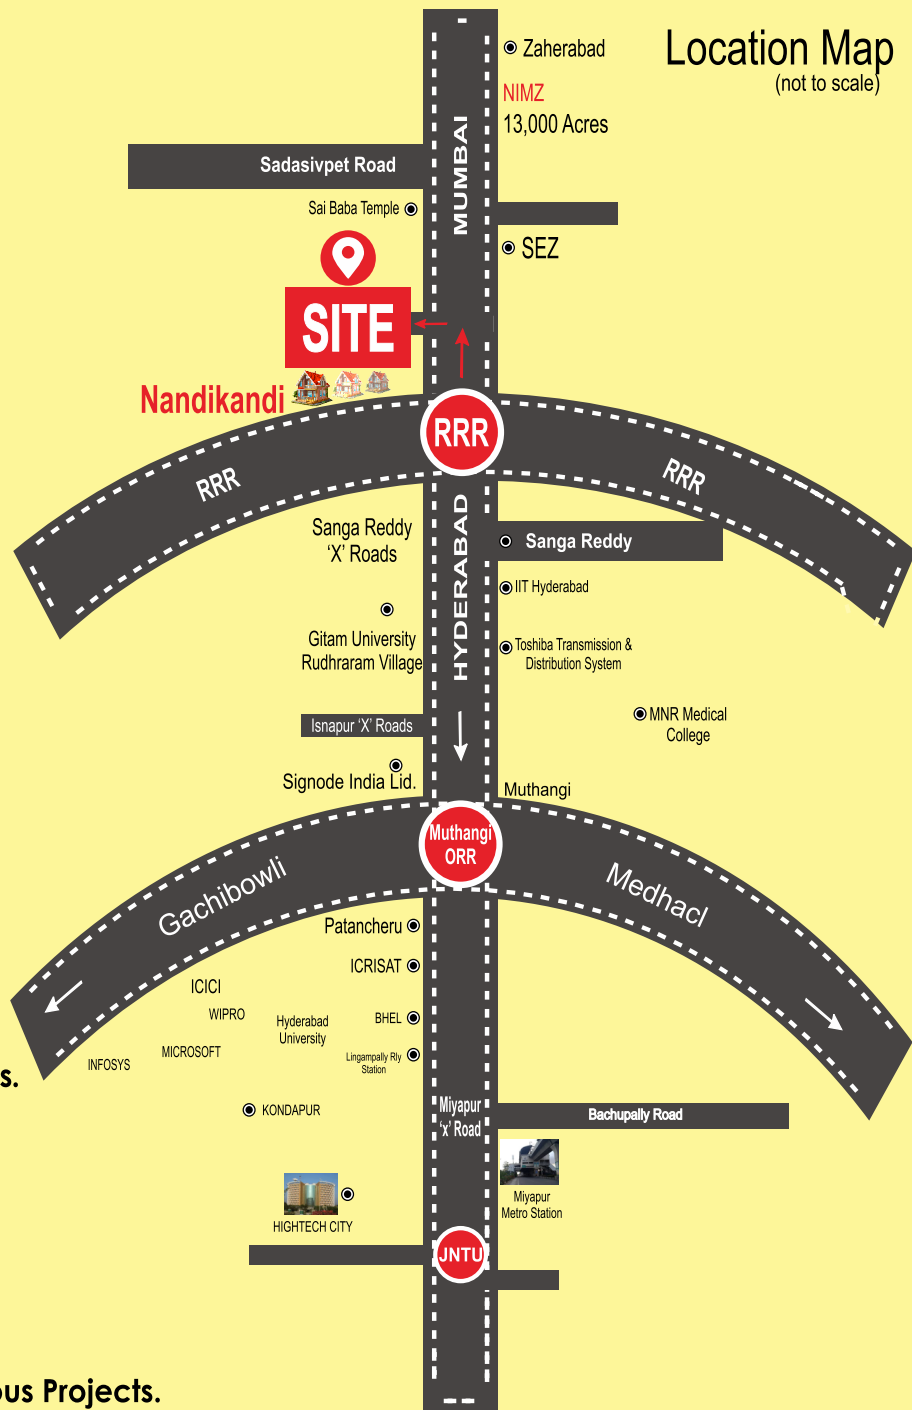 Location Map
(not to scale)
Zaherabad
NIMZ
13,000 Acres
MUMBAI
Sadasivpet Road
Sai Baba Temple
SEZ
SITE
Nandikandi
RRR
RRR
RRR
HYDERABAD
Sanga Reddy
‘X’ Roads
Sanga Reddy
IIT Hyderabad
Gitam University
Rudhraram Village
Toshiba Transmission &
Distribution System
MNR Medical
College
Isnapur ‘X’ Roads
Signode India Lid.
Muthangi
Muthangi
ORR
Gachibowli
Medhacl
Patancheru
ICRISAT
ICICI
WIPRO
Hyderabad
University
BHEL
MICROSOFT
INFOSYS
Lingampally Rly
Station
s.
KONDAPUR
Miyapur
‘x’ Road
Bachupally Road
Miyapur
Metro Station
HIGHTECH CITY
JNTU
ous Projects.